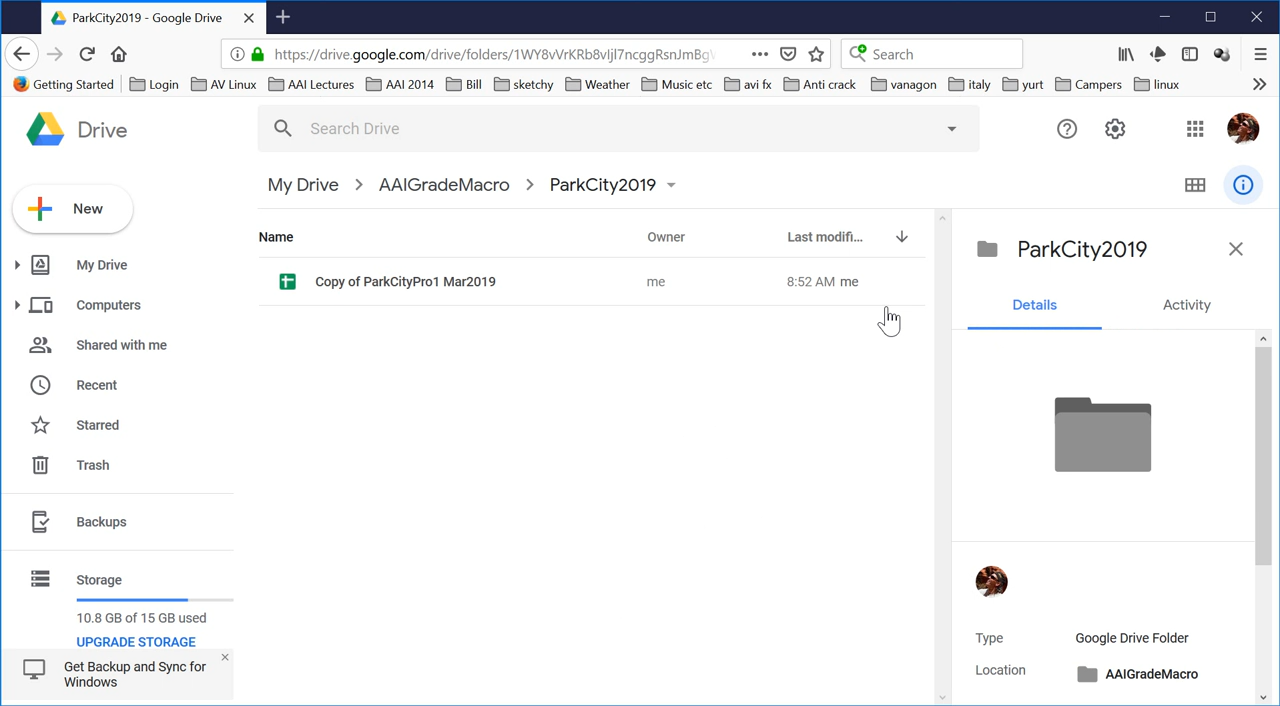 ParkCity2019 - Google Drive
https://drive.google.com/drive/folders/1WY8vVrKRb8vIjl7ncggRsnJmBg
Search
Getting Started
Login
AV Linux
AAI Lectures
AAI 2014
Bill
sketchy
Weather
Music etc
avi fx
Anti crack
vanagon
italy
yurt
Campers
linux
Drive
Search Drive
My Drive > AAIGradeMacro > ParkCity2019
New
My Drive
Computers
Shared with me
Recent
Starred
Trash
Backups
Storage
10.8 GB of 15 GB used
UPGRADE STORAGE
Get Backup and Sync for
Windows
Name Owner Last modifi...
Copy of ParkCityPro1 Mar2019 me 8:52 AM me
ParkCity2019
Details Activity
Type Google Drive Folder
Location AAIGradeMacro